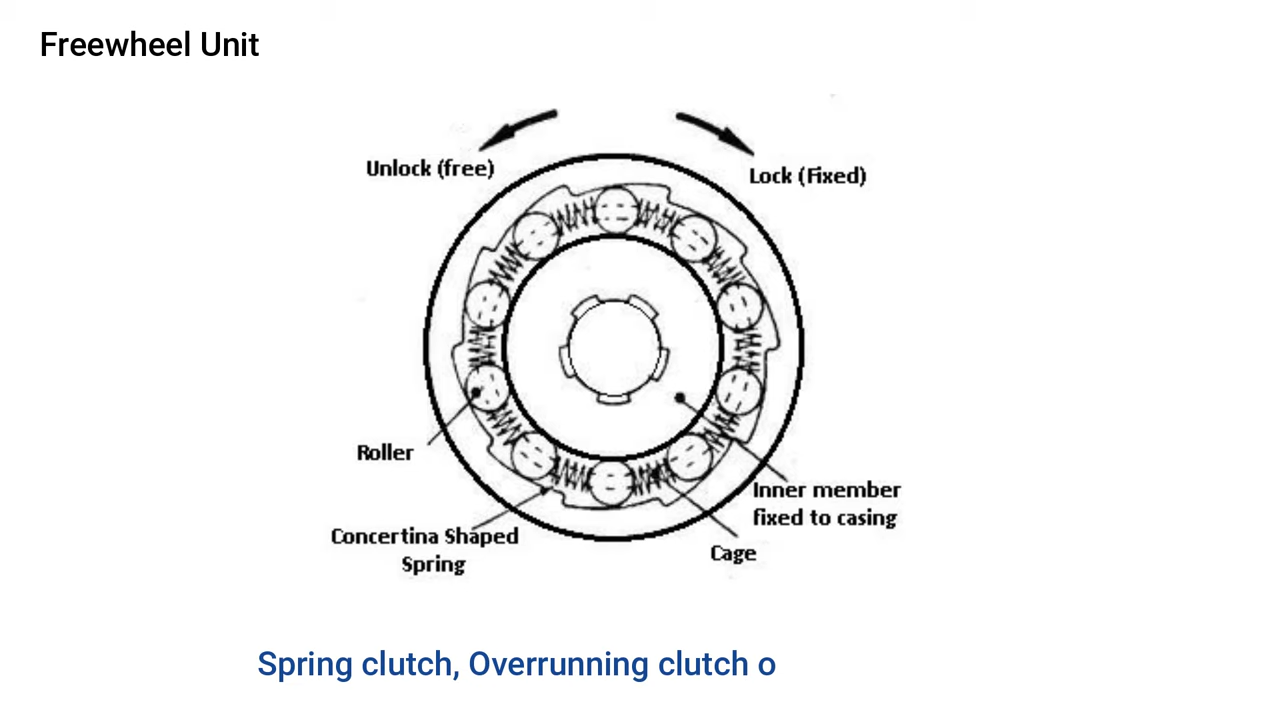 Freewheel Unit
Unlock (free)
Lock (Fixed)
Roller
Inner member
fixed to casing
Concertina Shaped
Spring
Cage
Spring clutch, Overrunning clutch o